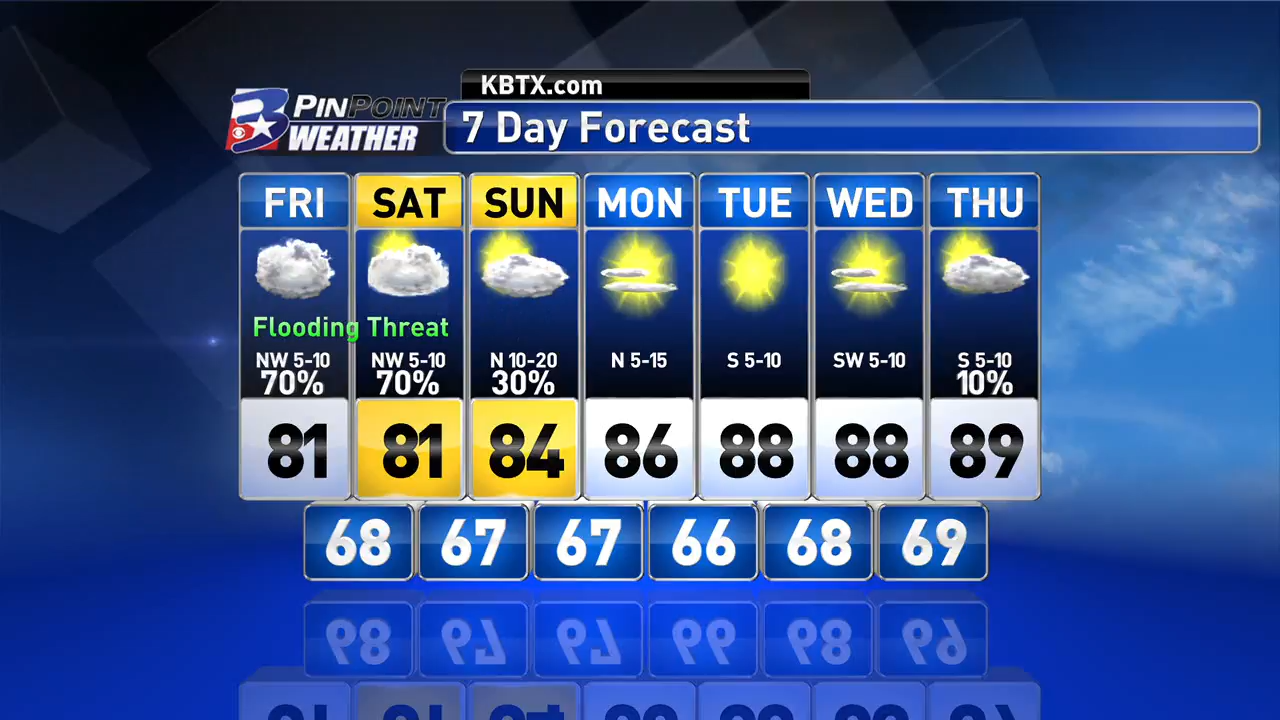 KBTX.com
3 PINPOINT
WEATHER
7 Day Forecast
FRI SAT SUN MON TUE WED THU
Flooding Threat
NW 5-10 NW 5-10 N 10-20 N 5-15 S 5-10 SW 5-10 S 5-10
70% 70% 30% 10%
81 81 84 86 88 88 89
68 67 67 66 68 69